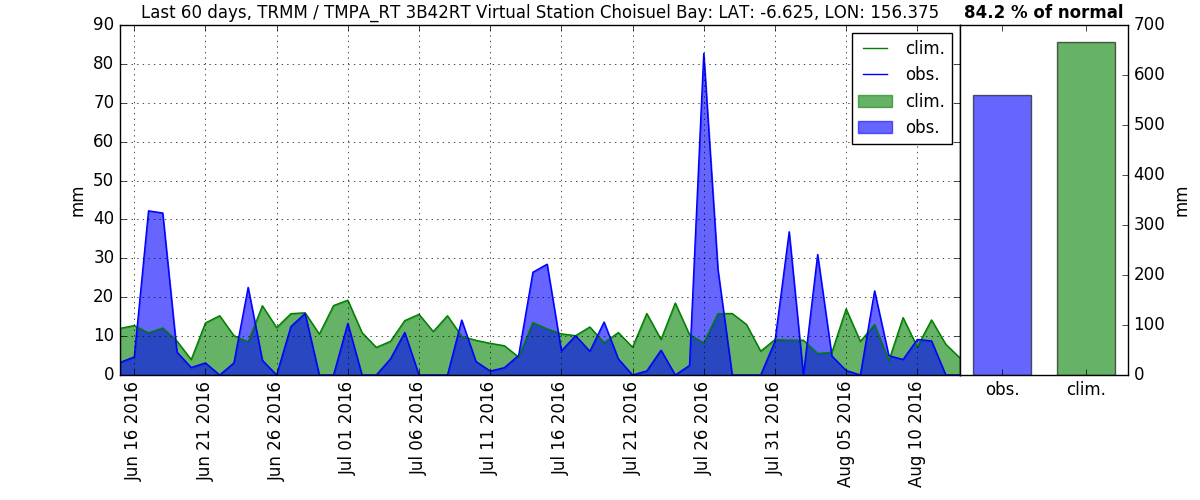 Last 60 days, TRMM / TMPA_RT 3B42RT Virtual Station Choisuel Bay: LAT: -6.625, LON: 156.375
84.2 % of normal
90
80
70
60
50
40
30
20
10
0
mm
clim.
obs.
clim.
obs.
Jun 16 2016
Jun 21 2016
Jun 26 2016
Jul 01 2016
Jul 06 2016
Jul 11 2016
Jul 16 2016
Jul 21 2016
Jul 26 2016
Jul 31 2016
Aug 05 2016
Aug 10 2016
700
600
500
400
300
200
100
0
mm
obs.
clim.